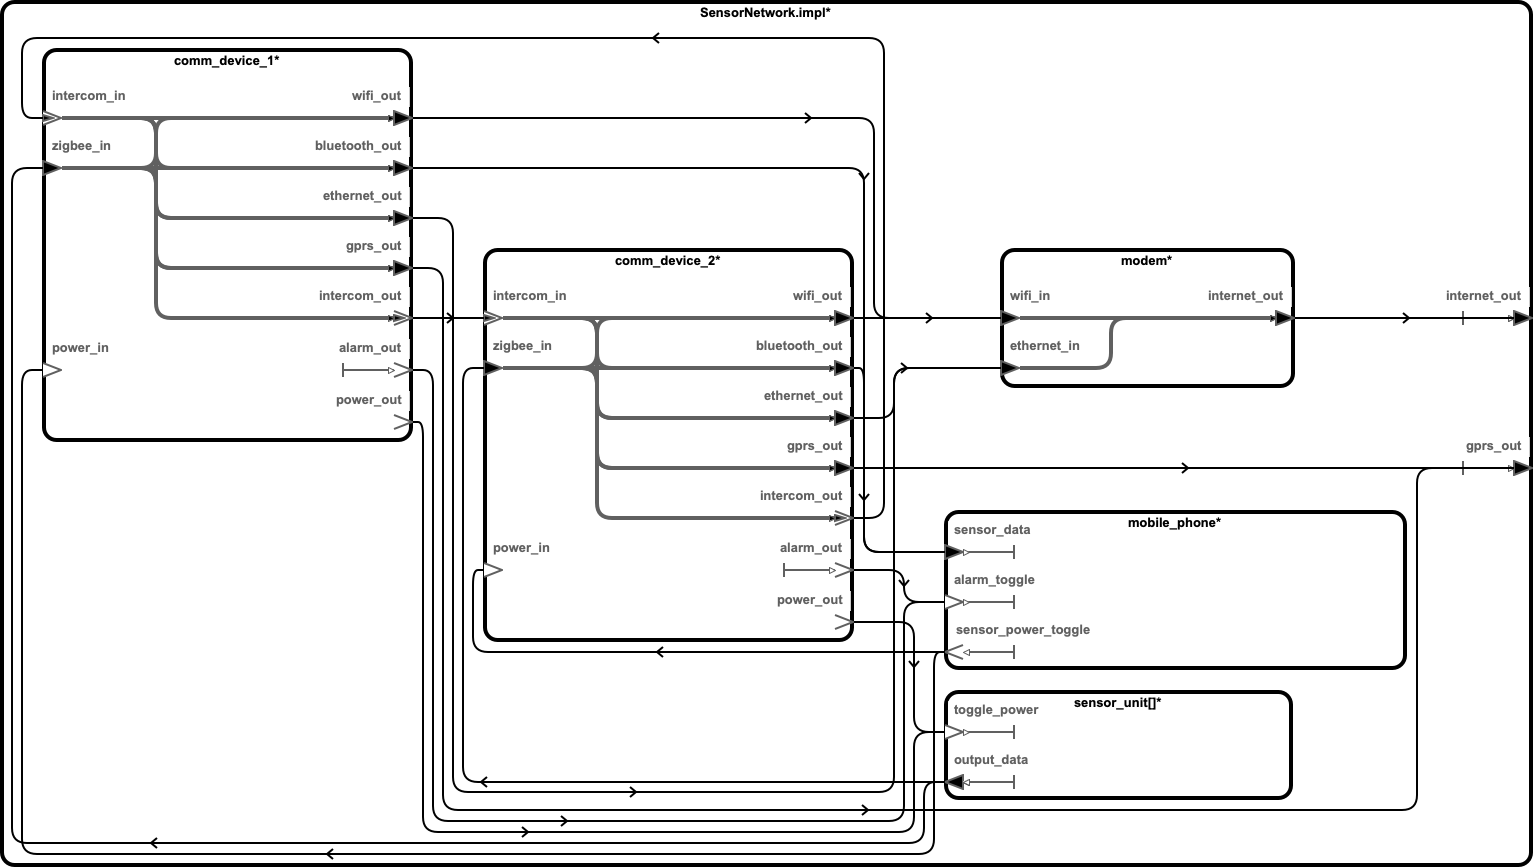 SensorNetwork.impl*
comm_device_1*
intercom_in
wifi_out
zigbee_in
bluetooth_out
ethernet_out
gprs_out
intercom_out
power_in
alarm_out
power_out
comm_device_2*
intercom_in
wifi_out
zigbee_in
bluetooth_out
ethernet_out
gprs_out
intercom_out
power_in
alarm_out
power_out
modem*
wifi_in
internet_out
ethernet_in
internet_out
gprs_out
mobile_phone*
sensor_data
alarm_toggle
sensor_power_toggle
sensor_unit[]*
toggle_power
output_data